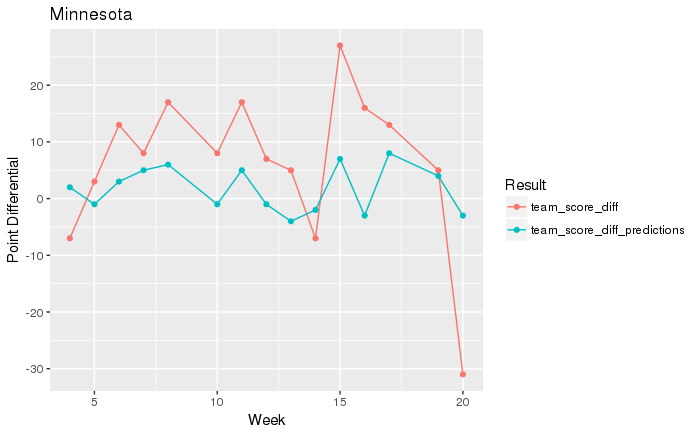 Minnesota
20
10
0
-10
-20
-30
Point Differential
5
10
15
20
Week
Result
team_score_diff
team_score_diff_predictions